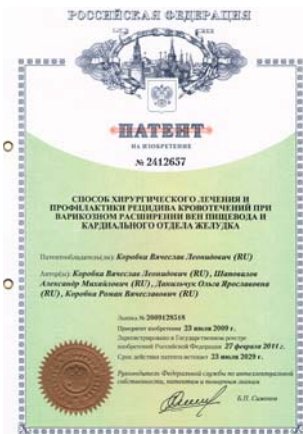 РОССИЙСКАЯ ФЕДЕРАЦИЯ
ПАТЕНТ
НА ИЗОБРЕТЕНИЕ
№ 2412657
СПОСОБ ХИРУРГИЧЕСКОГО ЛЕЧЕНИЯ И
ПРОФИЛАКТИКИ РЕЦИДИВА КРОВОТЕЧЕНИЙ ПРИ
ВАРИКОЗНОМ РАСШИРЕНИИ ВЕН ПИЩЕВОДА И
КАРДИАЛЬНОГО ОТДЕЛА ЖЕЛУДКА
Патентообладатель(ли): Коробка Вячеслав Леонидович (RU)
Автор(ы): Коробка Вячеслав Леонидович (RU), Шаповалов
Александр Михайлович (RU), Данильчук Ольга Ярославовна
(RU), Коробка Роман Вячеславович (RU)
Заявка № 2009128548
Приоритет изобретения 23 июля 2009 г.
Зарегистрировано в Государственном реестре
изобретений Российской Федерации 27 февраля 2011 г.
Срок действия патента истекает 23 июля 2029 г.
Руководитель Федеральной службы по интеллектуальной
собственности, патентам и товарным знакам
Б.П. Симонов